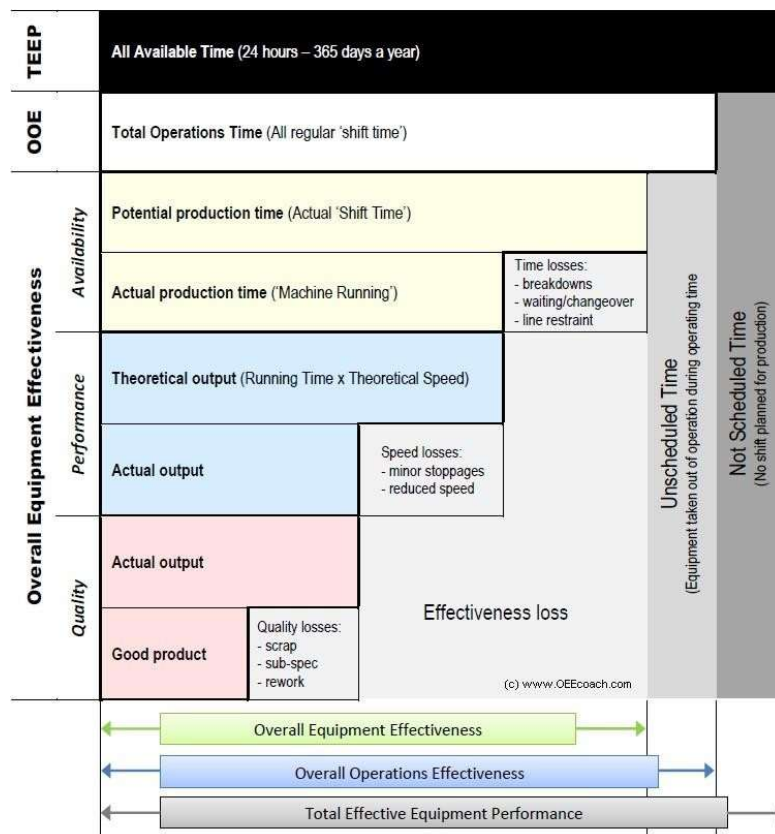 TEEP
All Available Time (24 hours – 365 days a year)
OOE
Total Operations Time (All regular ‘shift time’)
Overall Equipment Effectiveness
Availability
Potential production time (Actual ‘Shift Time’)
Actual production time (‘Machine Running’)
Time losses:
- breakdowns
- waiting/changeover
- line restraint
Performance
Theoretical output (Running Time x Theoretical Speed)
Actual output
Speed losses:
- minor stoppages
- reduced speed
Quality
Actual output
Good product
Quality losses:
- scrap
- sub-spec
- rework
Effectiveness loss
(c) www.OEEcoach.com
Unscheduled Time
(Equipment taken out of operation during operating time)
Not Scheduled Time
(No shift planned for production)
Overall Equipment Effectiveness
Overall Operations Effectiveness
Total Effective Equipment Performance